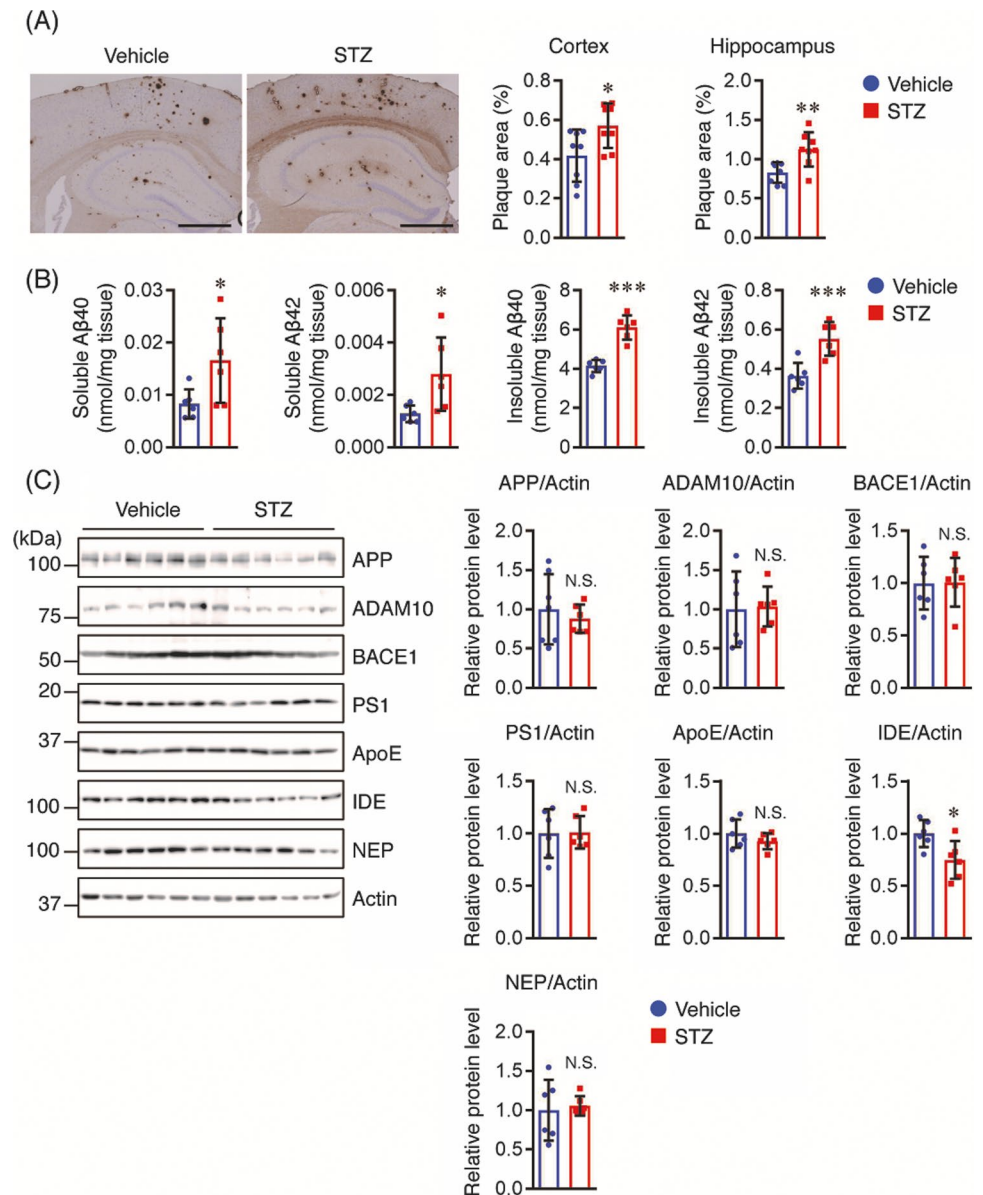 (A)
Vehicle
STZ
Cortex
Plaque area (%)
0.8
0.6
0.4
0.2
0.0
*
Hippocampus
Plaque area (%)
2.0
1.5
1.0
0.5
0.0
**
Vehicle
STZ
(B)
Soluble Aβ40
(nmol/mg tissue)
0.03
0.02
0.01
0.00
*
Soluble Aβ42
(nmol/mg tissue)
0.006
0.004
0.002
0.000
*
Insoluble Aβ40
(nmol/mg tissue)
8
6
4
2
0
***
Insoluble Aβ42
(nmol/mg tissue)
0.8
0.6
0.4
0.2
0
***
Vehicle
STZ
(C)
Vehicle
STZ
(kDa)
100
APP
75
ADAM10
50
BACE1
20
PS1
37
ApoE
100
IDE
100
NEP
37
Actin
APP/Actin
Relative protein level
2.0
1.5
1.0
0.5
0.0
N.S.
ADAM10/Actin
Relative protein level
2.0
1.5
1.0
0.5
0.0
N.S.
BACE1/Actin
Relative protein level
1.5
1.0
0.5
0.0
N.S.
PS1/Actin
Relative protein level
1.5
1.0
0.5
0.0
N.S.
ApoE/Actin
Relative protein level
1.5
1.0
0.5
0.0
N.S.
IDE/Actin
Relative protein level
1.5
1.0
0.5
0.0
*
NEP/Actin
Relative protein level
2.0
1.5
1.0
0.5
0.0
N.S.
Vehicle
STZ